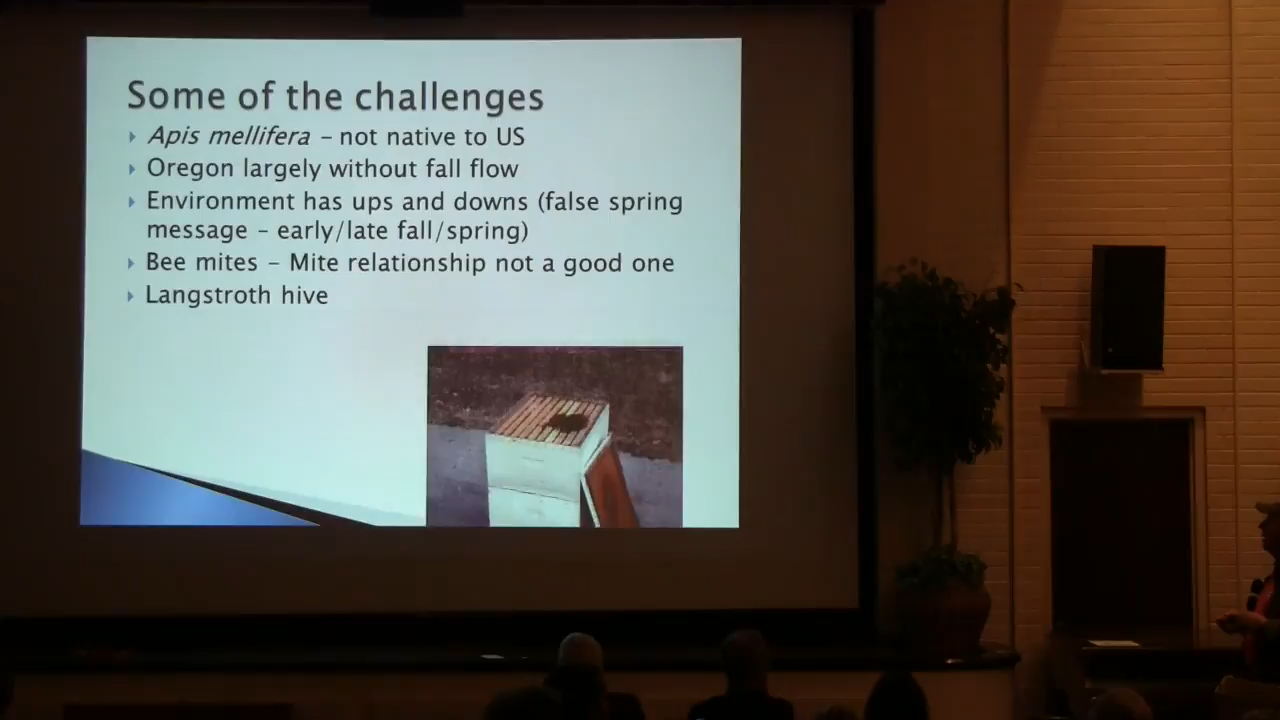 Some of the challenges
Apis mellifera – not native to US
Oregon largely without fall flow
Environment has ups and downs (false spring
message – early/late fall/spring)
Bee mites – Mite relationship not a good one
Langstroth hive